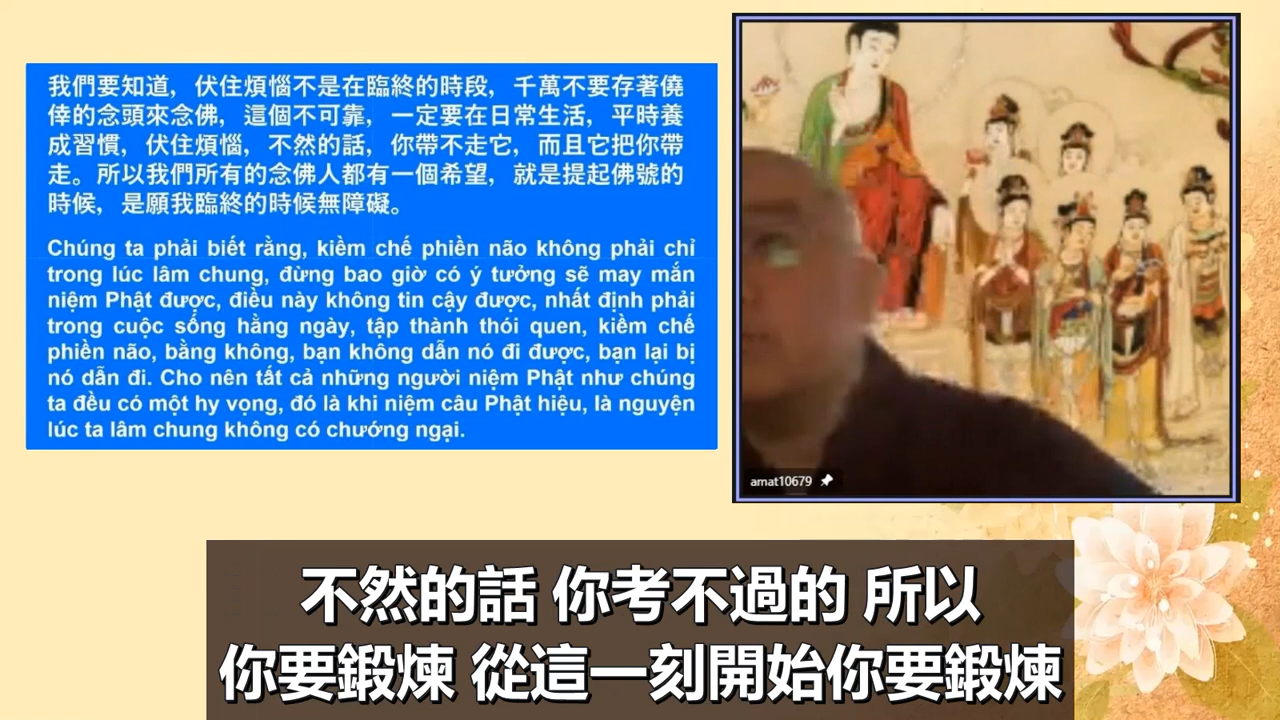 我們要知道，伏住煩惱不是在臨終的時段，千萬不要存著僥
倖的念頭來念佛，這個不可靠，一定要在日常生活，平時養
成習慣，伏住煩惱，不然的話，你帶不走它，而且它把你帶
走。所以我們所有的念佛人都有一個希望，就是提起佛號的
時候，是願我臨終的時候無障礙。
Chúng ta phải biết rằng, kiềm chế phiền não không phải chỉ
trong lúc lâm chung, đừng bao giờ có ý tưởng sẽ may mắn
niệm Phật được, điều này không tin cậy được, nhất định phải
trong cuộc sống hằng ngày, tập thành thói quen, kiềm chế
phiền não, bằng không, bạn không dẫn nó đi được, bạn lại bị
nó dẫn đi. Cho nên tất cả những người niệm Phật như chúng
ta đều có một hy vọng, đó là khi niệm câu Phật hiệu, là nguyện
lúc ta lâm chung không có chướng ngại.
amat10679
不然的話 你考不過的 所以
你要鍛煉 從這一刻開始你要鍛煉